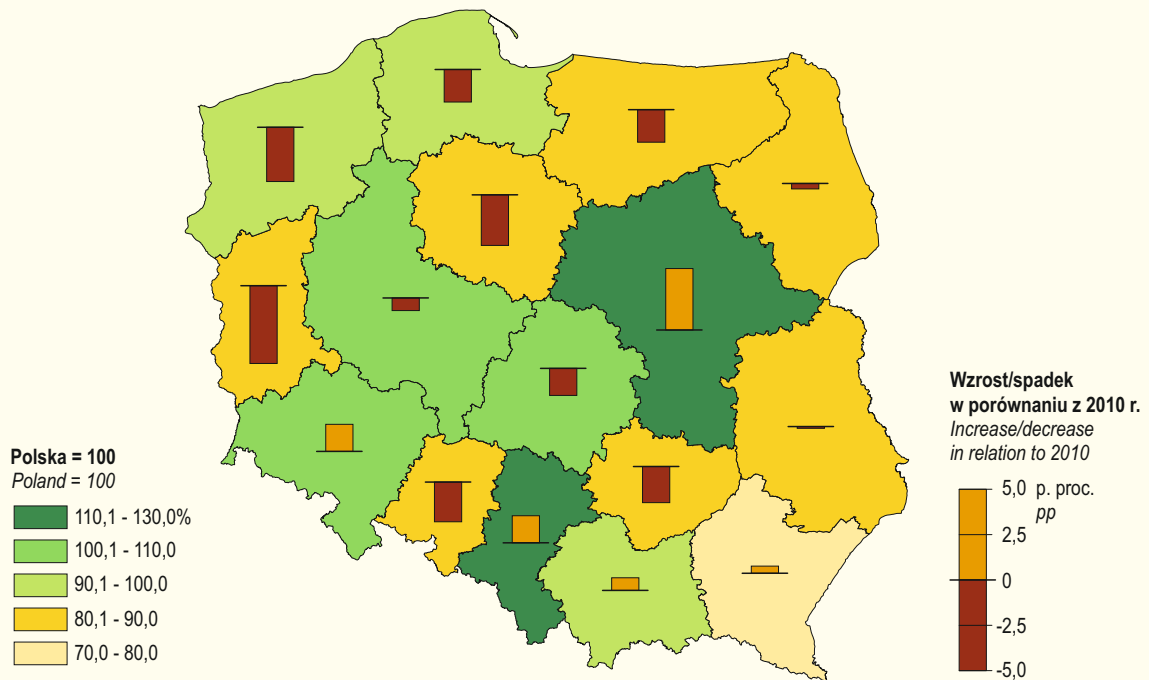 Polska = 100
Poland = 100
110,1 - 130,0%
100,1 - 110,0
90,1 - 100,0
80,1 - 90,0
70,0 - 80,0
Wzrost/spadek
w porównaniu z 2010 r.
Increase/decrease
in relation to 2010
5,0 p. proc.
pp
2,5
0
-2,5
-5,0